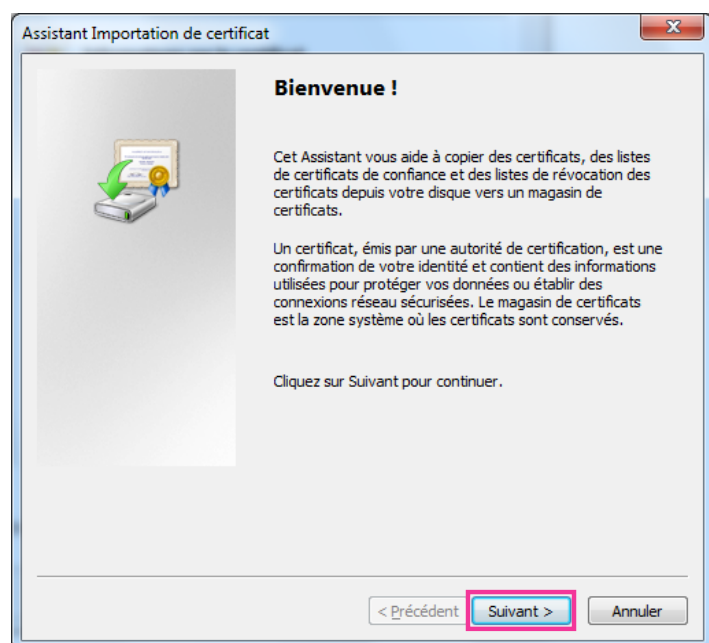 Assistant Importation de certificat
Bienvenue !
Cet Assistant vous aide à copier des certificats, des listes
de certificats de confiance et des listes de révocation des
certificats depuis votre disque vers un magasin de
certificats.
Un certificat, émis par une autorité de certification, est une
confirmation de votre identité et contient des informations
utilisées pour protéger vos données ou établir des
connexions réseau sécurisées. Le magasin de certificats
est la zone système où les certificats sont conservés.
Cliquez sur Suivant pour continuer.
< Précédent Suivant > Annuler